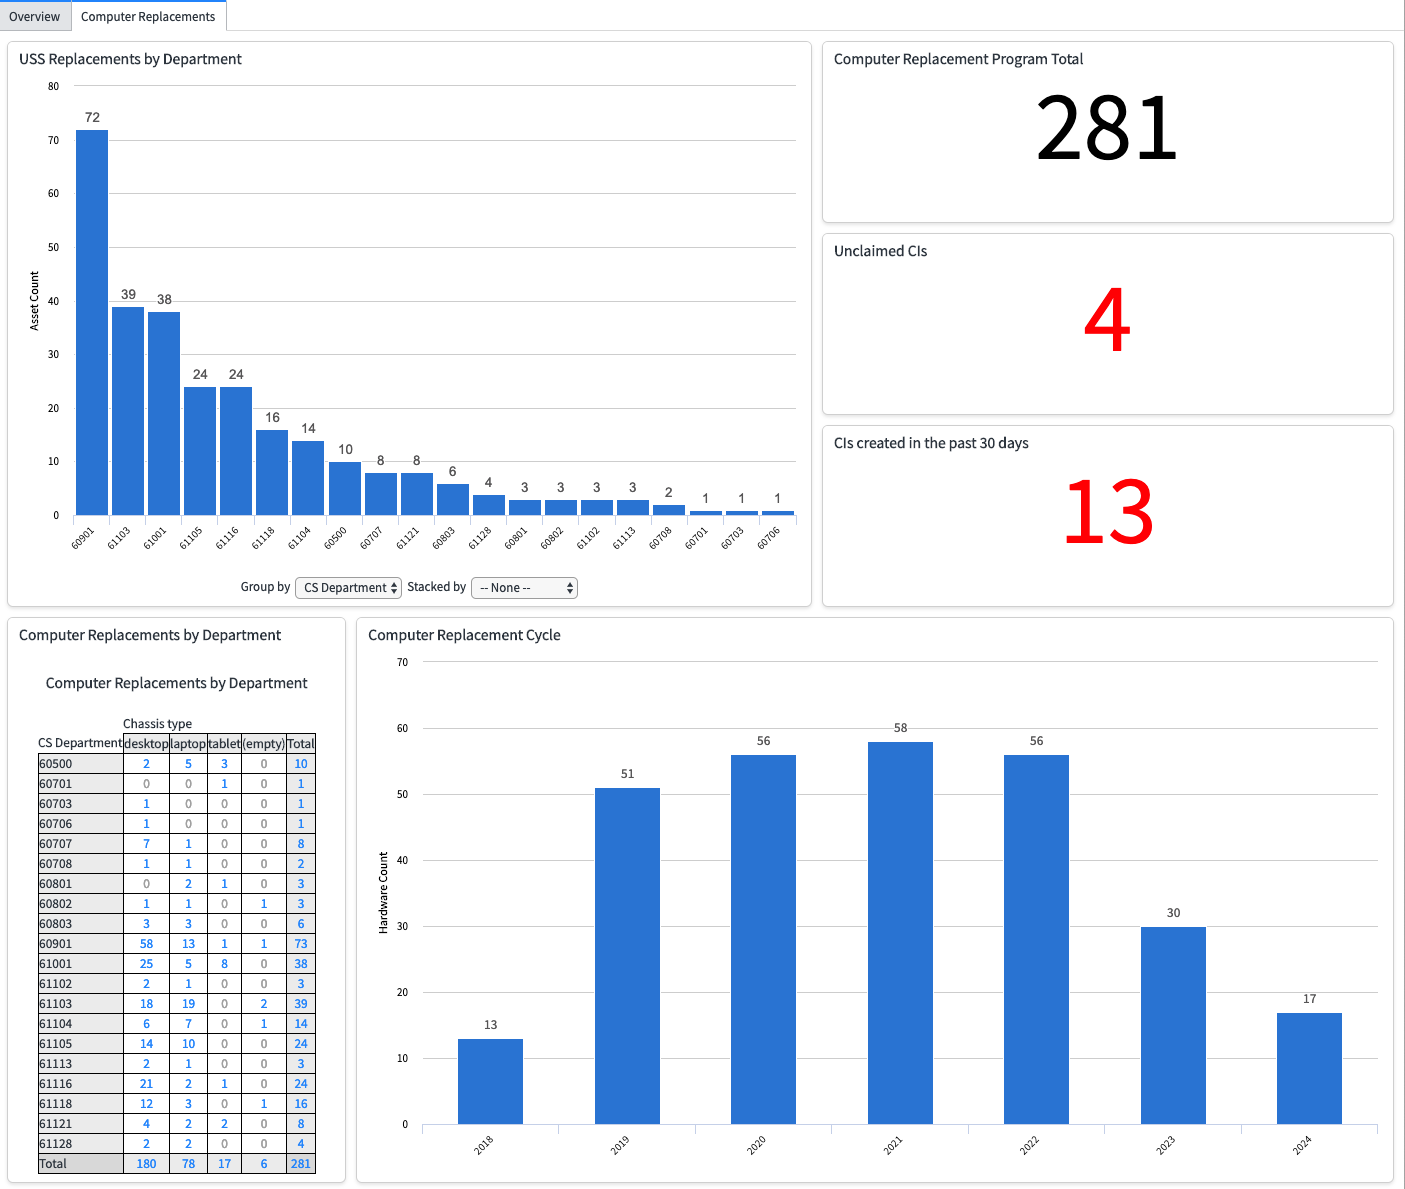 Overview Computer Replacements
USS Replacements by Department
80
70
60
50
40
30
20
10
0
Asset Count
72
39
38
24
24
16
14
10
8
8
6
4
3
3
3
3
2
1
1
1
60901
61103
61001
61105
61116
61118
61104
60500
60707
61121
60803
61128
60801
60802
61102
61113
60708
60701
60703
60706
Group by CS Department Stacked by -- None --
Computer Replacement Program Total
281
Unclaimed CIs
4
CIs created in the past 30 days
13
Computer Replacements by Department
Computer Replacements by Department
Chassis type
CS Department desktop laptop tablet (empty) Total
60500 2 5 3 0 10
60701 0 0 1 0 1
60703 1 0 0 0 1
60706 1 0 0 0 1
60707 7 1 0 0 8
60708 1 1 0 0 2
60801 0 2 1 0 3
60802 1 1 0 1 3
60803 3 3 0 0 6
60901 58 13 1 1 73
61001 25 5 8 0 38
61102 2 1 0 0 3
61103 18 19 0 2 39
61104 6 7 0 1 14
61105 14 10 0 0 24
61113 2 1 0 0 3
61116 21 2 1 0 24
61118 12 3 0 1 16
61121 4 2 2 0 8
61128 2 2 0 0 4
Total 180 78 17 6 281
Computer Replacement Cycle
70
60
50
40
30
20
10
0
Hardware Count
13
51
56
58
56
30
17
2018
2019
2020
2021
2022
2023
2024